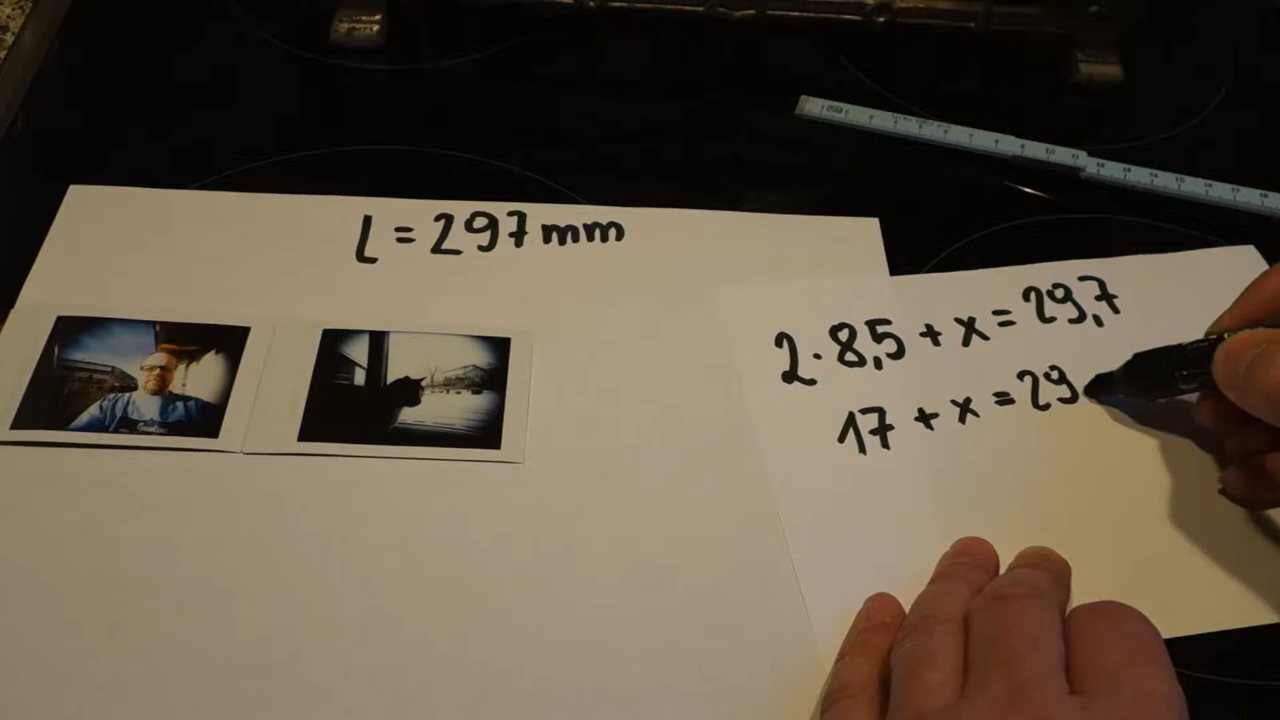 l = 297 mm
2 · 8,5 + x = 29,7
17 + x = 29